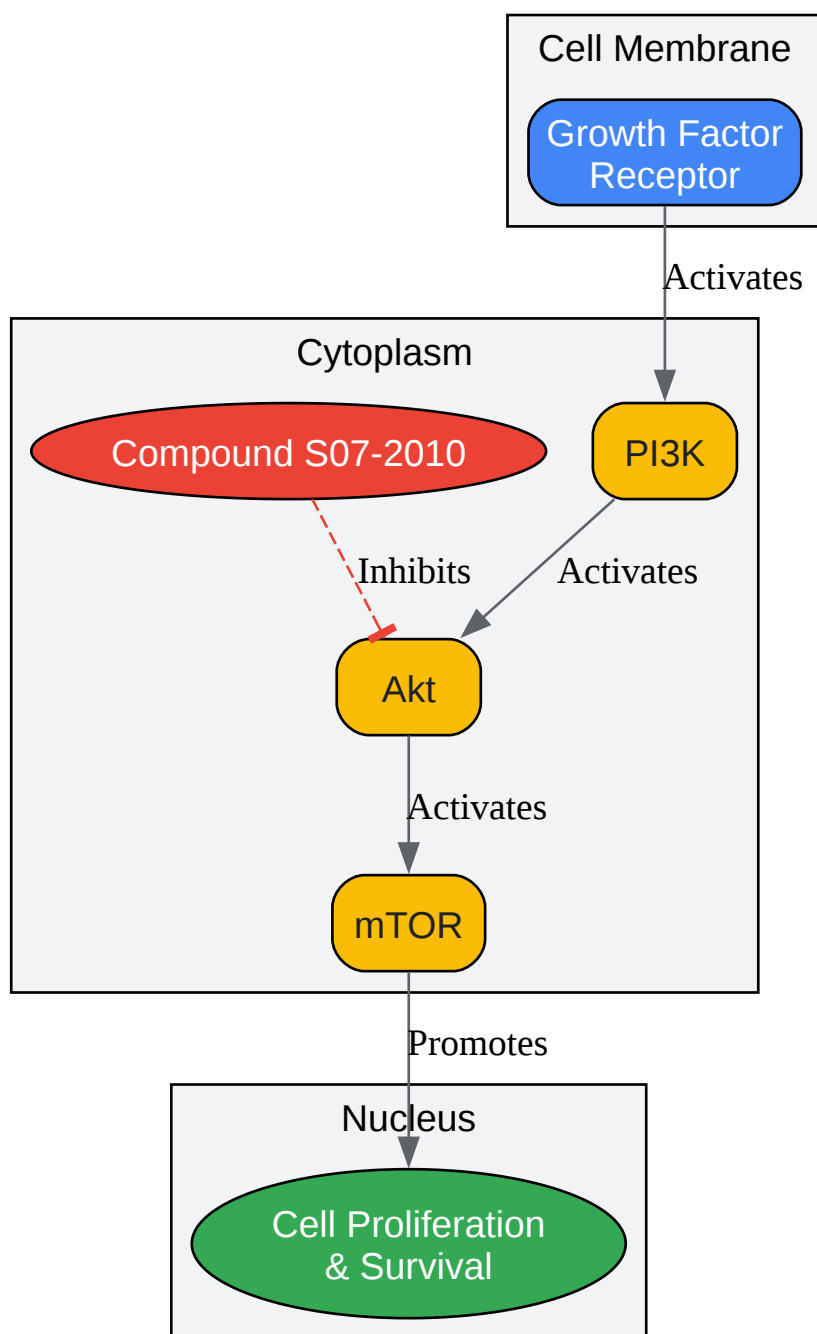 Cell Membrane
Growth Factor
Receptor
Activates
Cytoplasm
Compound S07-2010
PI3K
Inhibits
Activates
Akt
Activates
mTOR
Promotes
Nucleus
Cell Proliferation
& Survival